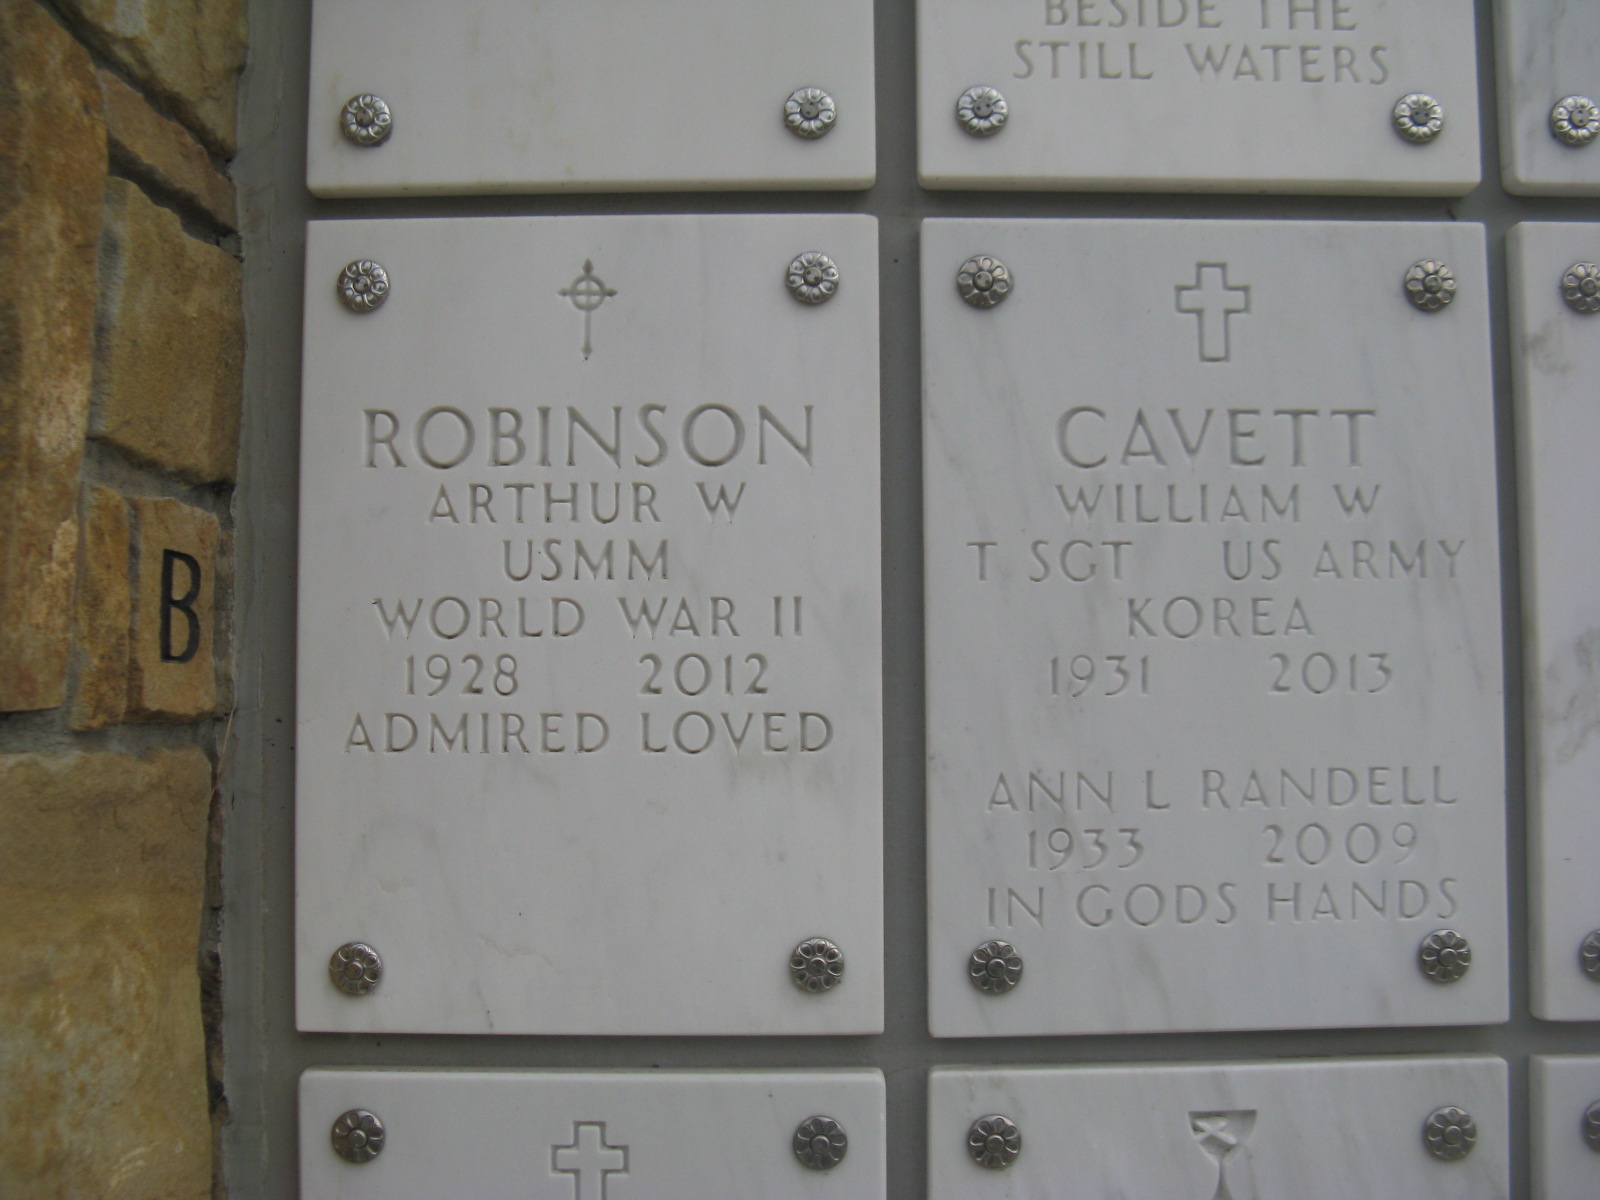 BESIDE THE
STILL WATERS
ROBINSON
ARTHUR W
USMM
WORLD WAR II
1928 2012
ADMIRED LOVED
CAVETT
WILLIAM W
T SGT US ARMY
KOREA
1931 2013
ANN L RANDELL
1933 2009
IN GODS HANDS
B